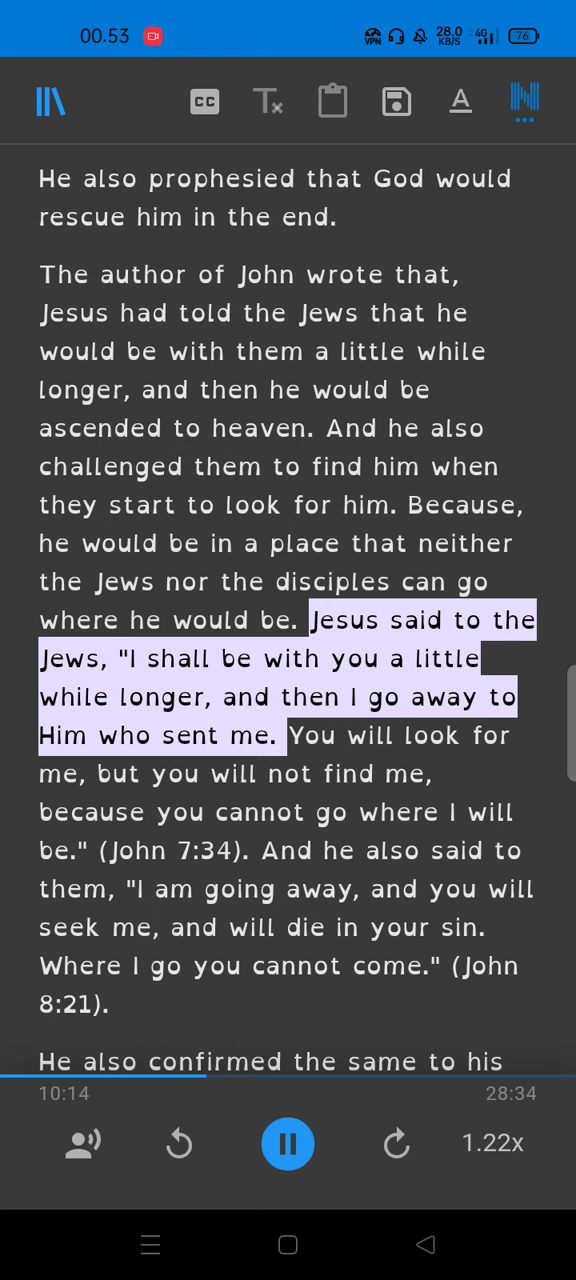 00.53
VPN
28.0
KB/S
4G
76
CC
He also prophesied that God would
rescue him in the end.
The author of John wrote that,
Jesus had told the Jews that he
would be with them a little while
longer, and then he would be
ascended to heaven. And he also
challenged them to find him when
they start to look for him. Because,
he would be in a place that neither
the Jews nor the disciples can go
where he would be. Jesus said to the
Jews, "I shall be with you a little
while longer, and then I go away to
Him who sent me. You will look for
me, but you will not find me,
because you cannot go where I will
be." (John 7:34). And he also said to
them, "I am going away, and you will
seek me, and will die in your sin.
Where I go you cannot come." (John
8:21).
He also confirmed the same to his
10:14
28:34
1.22x